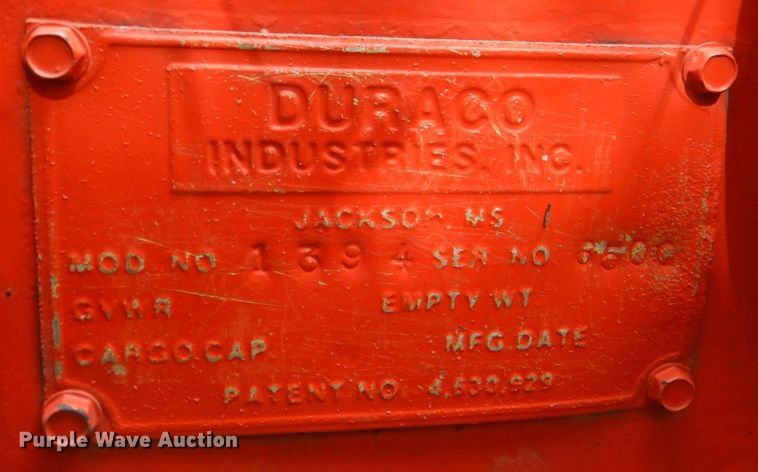 DURACO
INDUSTRIES, INC.
JACKSON, MS
MOD NO 1394 SER NO
GVWR EMPTY WT
CARGO CAP MFG. DATE
PATENT NO 4,630,929
Purple Wave Auction